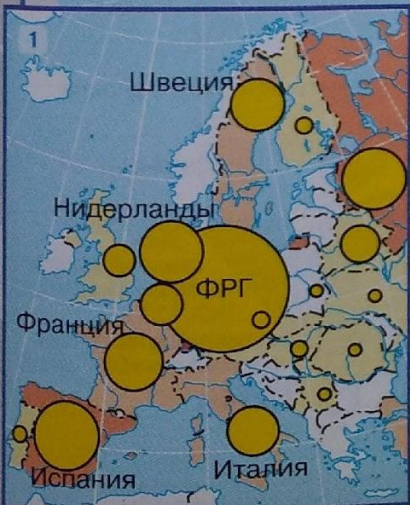 1
Швеция
Нидерланды
ФРГ
Франция
Испания
Италия